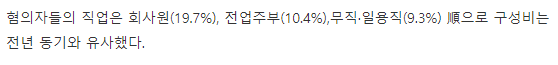 혐의자들의 직업은 회사원(19.7%), 전업주부(10.4%),무직·일용직(9.3%) 順으로 구성비는
전년 동기와 유사했다.